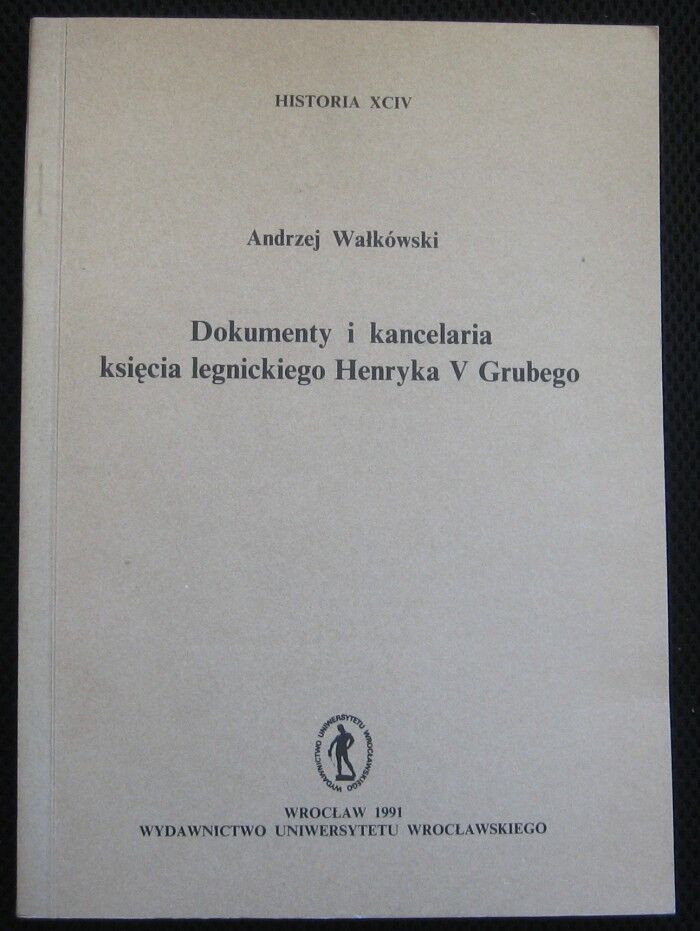 HISTORIA XCIV
Andrzej Wałkówski
Dokumenty i kancelaria
księcia legnickiego Henryka V Grubego
WYDAWNICTWO UNIWERSYTETU WROCŁAWSKIEGO
WROCŁAW 1991
WYDAWNICTWO UNIWERSYTETU WROCŁAWSKIEGO